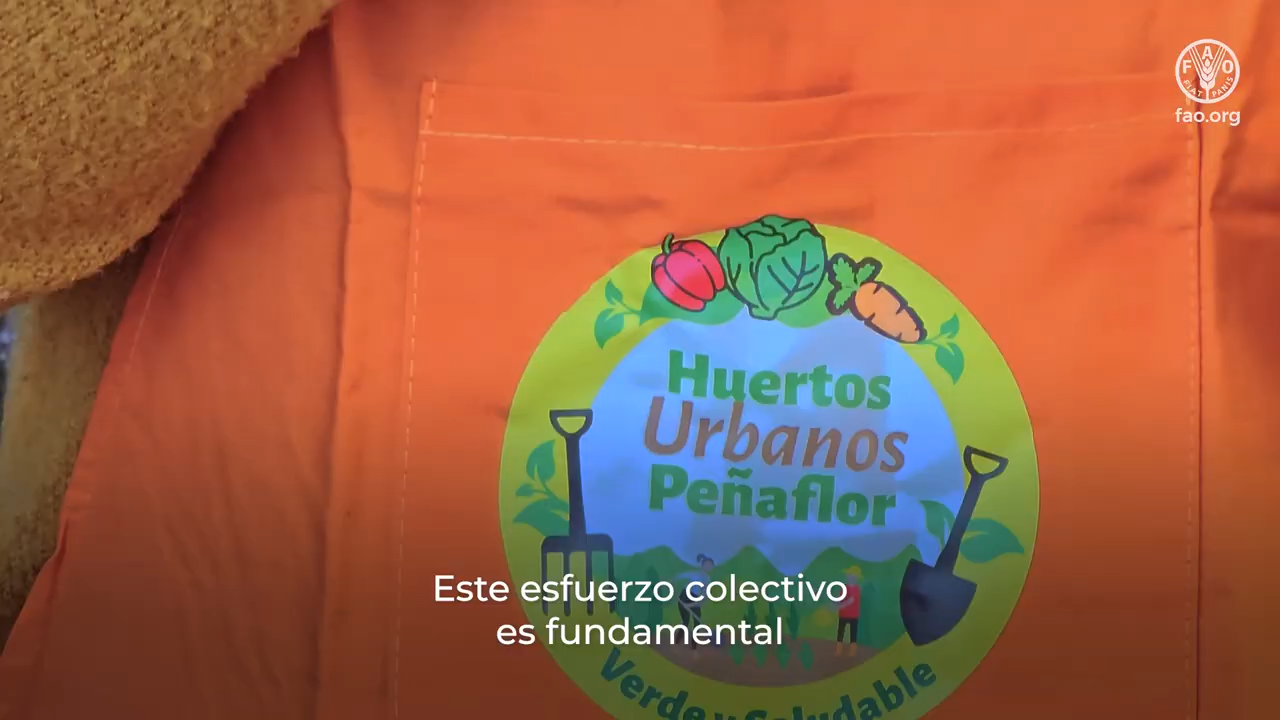 FAO
FIAT PANIS
fao.org
Huertos
Urbanos
Peñaflor
Este esfuerzo colectivo
es fundamental
Verde y Saludable